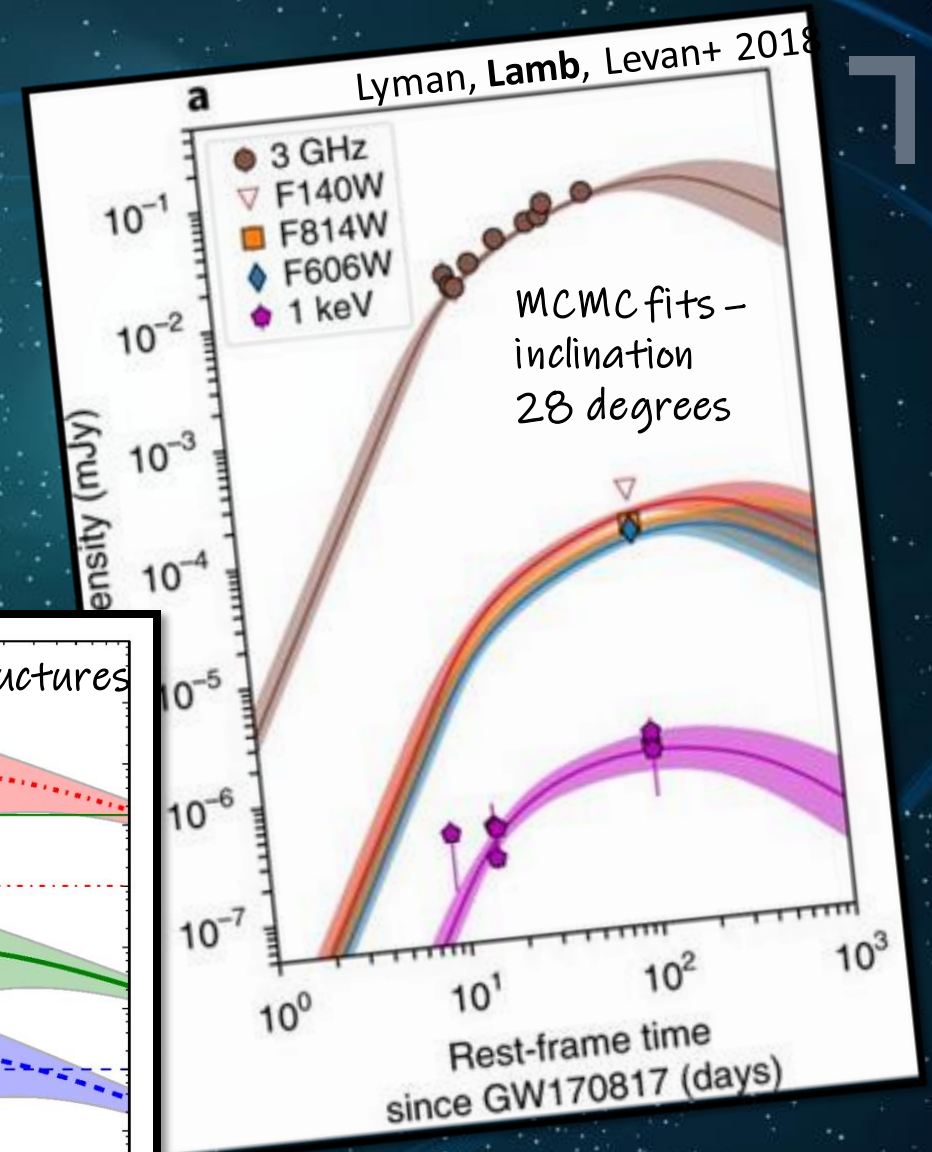 Lyman, Lamb, Levan+ 2018
a
3 GHz
F140W
F814W
F606W
1 keV
10⁻¹
10⁻²
10⁻³
10⁻⁴
10⁻⁵
10⁻⁶
10⁻⁷
MCMC fits –
inclination
28 degrees
(mJy)
10⁰ 10¹ 10² 10³
Rest-frame time
since GW170817 (days)